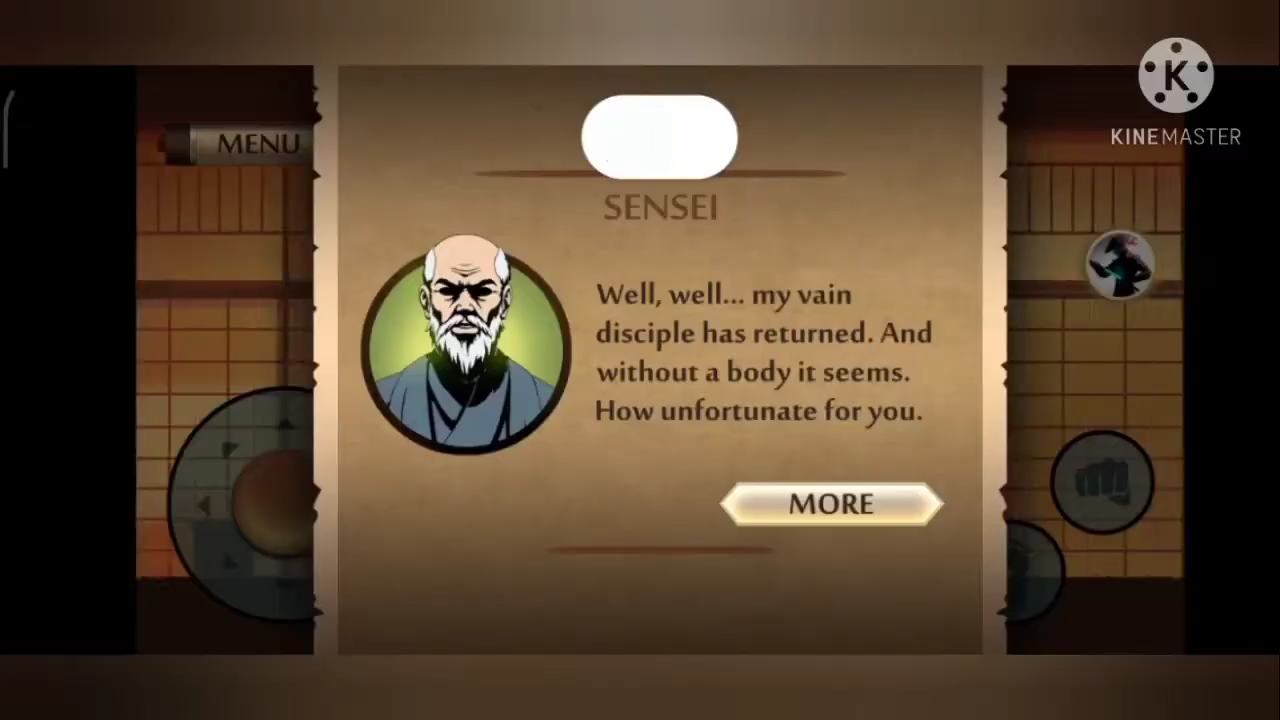 K
KINEMASTER
MENU
SENSEI
Well, well... my vain
disciple has returned. And
without a body it seems.
How unfortunate for you.
MORE